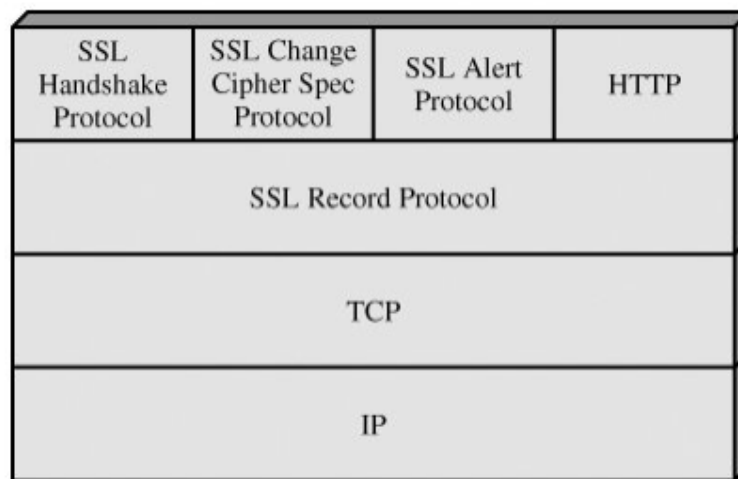 SSL
Handshake
Protocol
SSL Change
Cipher Spec
Protocol
SSL Alert
Protocol
HTTP
SSL Record Protocol
TCP
IP